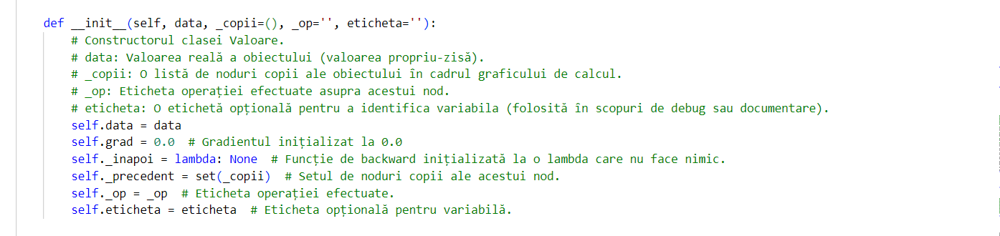 def __init__(self, data, _copii=(), _op='', eticheta=''):
# Constructorul clasei Valoare.
# data: Valoarea reală a obiectului (valoarea propriu-zisă).
# _copii: O listă de noduri copii ale obiectului în cadrul graficului de calcul.
# _op: Eticheta operației efectuate asupra acestui nod.
# eticheta: O etichetă opțională pentru a identifica variabila (folosită în scopuri de debug sau documentare).
self.data = data
self.grad = 0.0  # Gradientul inițializat la 0.0
self._inapoi = lambda: None  # Funcție de backward inițializată la o lambda care nu face nimic.
self._precedent = set(_copii)  # Setul de noduri copii ale acestui nod.
self._op = _op  # Eticheta operației efectuate.
self.eticheta = eticheta  # Eticheta opțională pentru variabilă.